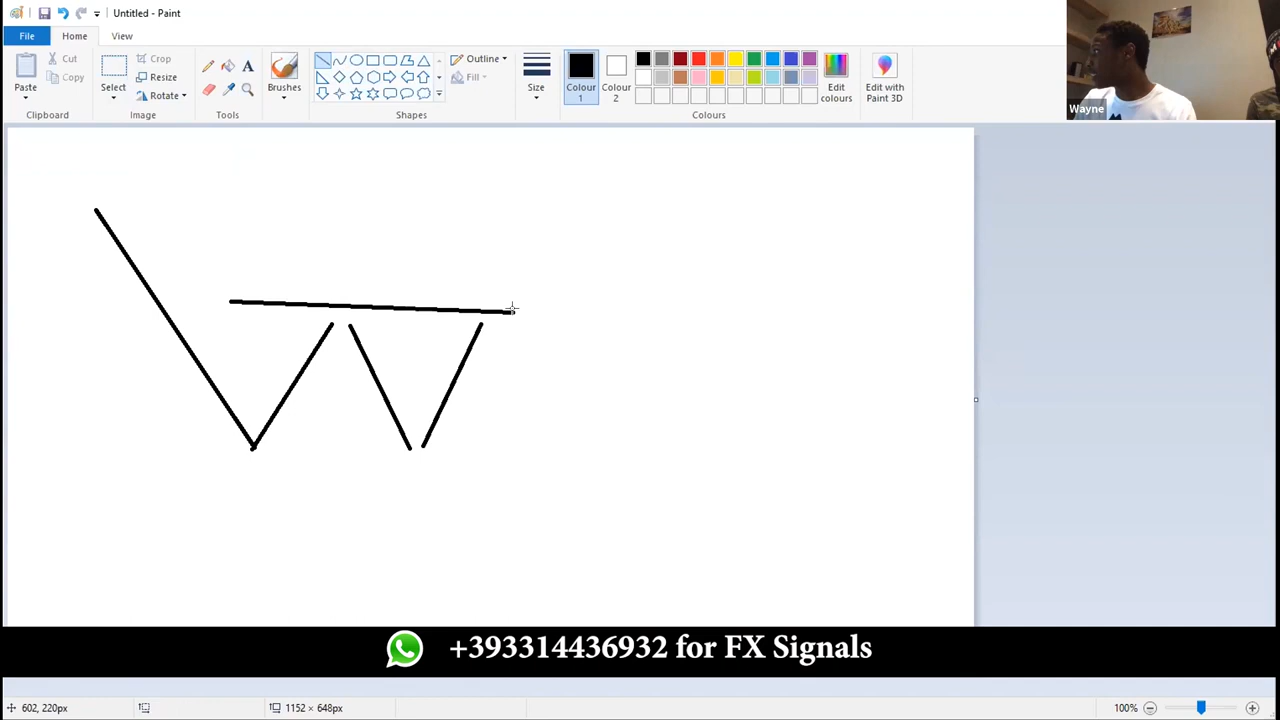 Untitled - Paint
File Home View
Cut
Copy
Paste
Clipboard
Select
Crop
Resize
Rotate
Image
A
Tools
Brushes
Outline
Fill
Shapes
Size
Colour 1
Colour 2
Edit colours
Colours
Edit with Paint 3D
Wayne
+393314436932 for FX Signals
602, 220px
1152 × 648px
100%